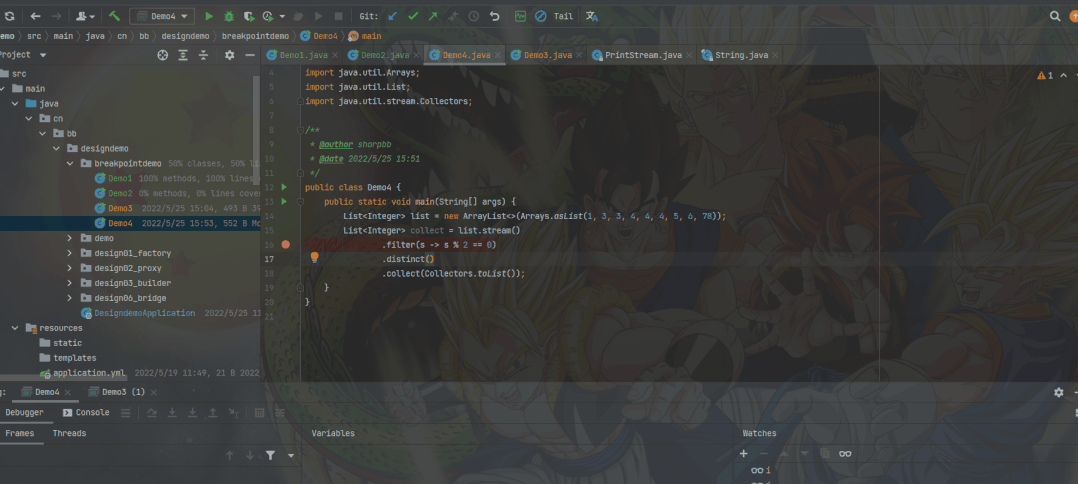 Demo4
Git:
Tail
emo
src
main
java
cn
bb
designdemo
breakpointdemo
Demo4
main
Project
Demo1.java
Demo2.java
Demo4.java
Demo3.java
PrintStream.java
String.java
src
main
java
cn
bb
designdemo
breakpointdemo 50% classes, 50% li
Demo1 100% methods, 100% lines
Demo2 0% methods, 0% lines cove
Demo3 2022/5/25 15:04, 493 B 39
Demo4 2022/5/25 15:53, 552 B Mo
demo
design01_factory
design02_proxy
design03_builder
design06_bridge
DesigndemoApplication 2022/5/25 11
resources
static
templates
application.yml 2022/5/19 11:49, 21 B 2022
1
4 import java.util.Arrays;
5 import java.util.List;
6 import java.util.stream.Collectors;
7
8 /**
9 * @author sharpbb
10 * @date 2022/5/25 15:51
11 */
12 public class Demo4 {
13 public static void main(String[] args) {
14 List<Integer> list = new ArrayList<>(Arrays.asList(1, 3, 3, 4, 4, 4, 5, 6, 78));
15 List<Integer> collect = list.stream()
16 .filter(s -> s % 2 == 0)
17 .distinct()
18 .collect(Collectors.toList());
19 }
20 }
21
Demo4
Demo3 (1)
Debugger
Console
Frames
Threads
Variables
Watches
i